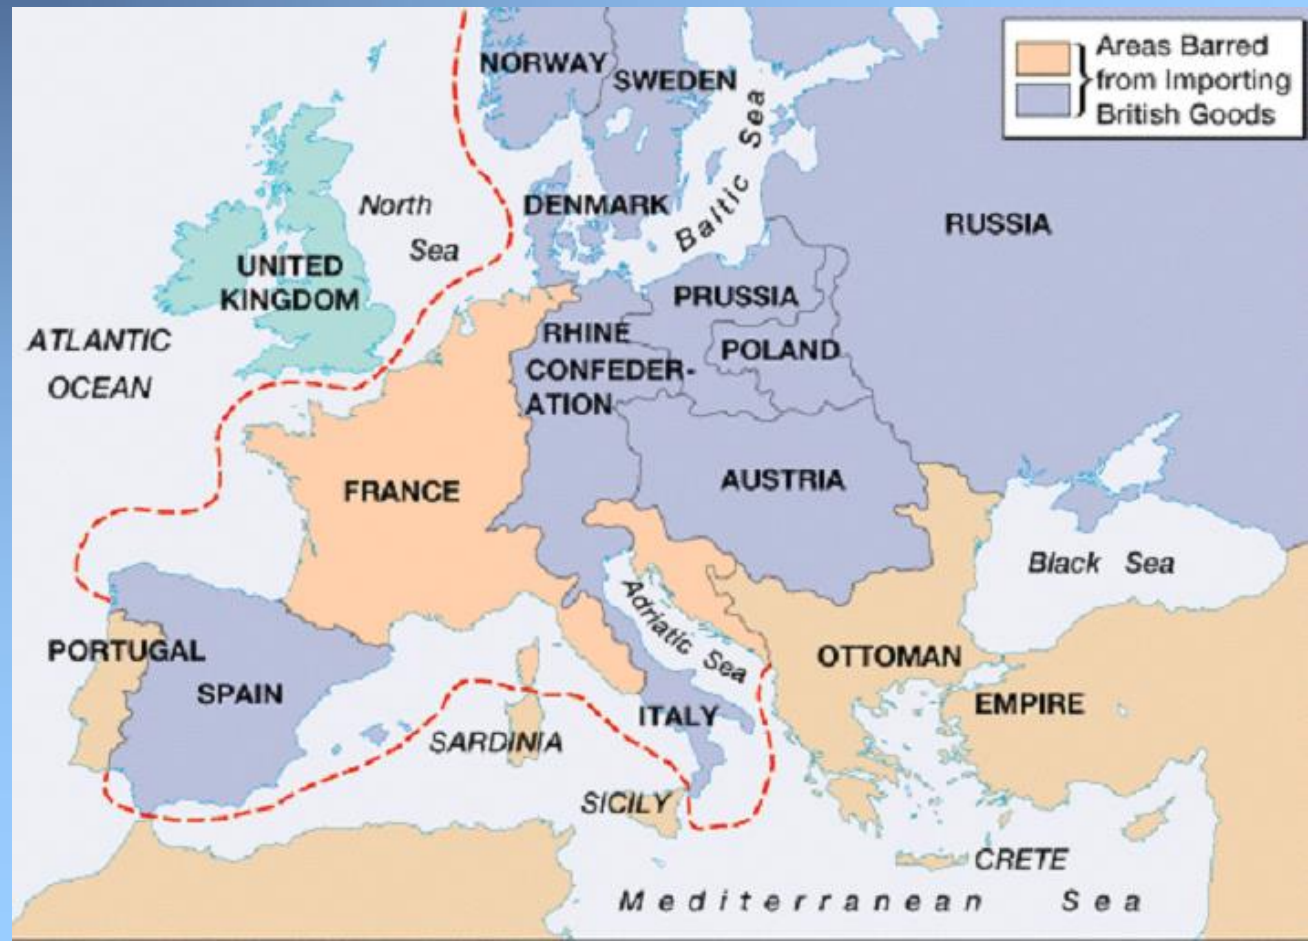 Areas Barred
from Importing
British Goods
NORWAY
SWEDEN
Baltic Sea
North
Sea
DENMARK
RUSSIA
UNITED
KINGDOM
PRUSSIA
ATLANTIC
OCEAN
RHINE
CONFEDER-
ATION
POLAND
FRANCE
AUSTRIA
Black Sea
Adriatic Sea
PORTUGAL
SPAIN
OTTOMAN
EMPIRE
ITALY
SARDINIA
SICILY
CRETE
Mediterranean Sea